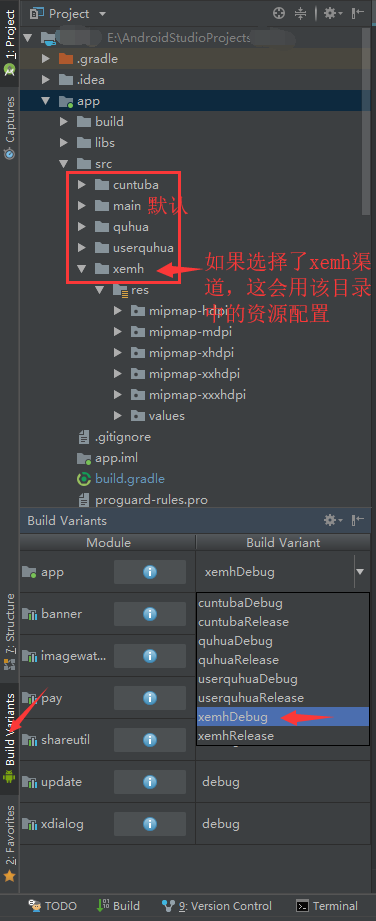 Project
E:\AndroidStudioProjects
.gradle
.idea
app
build
libs
src
cuntuba
main 默认
quhua
userquhua
xemh
如果选择了xemh渠
道，这会用该目录
中的资源配置
res
mipmap-hdpi
mipmap-mdpi
mipmap-xhdpi
mipmap-xxhdpi
mipmap-xxxhdpi
values
.gitignore
app.iml
build.gradle
proguard-rules.pro
1: Project
Captures
7: Structure
Build Variants
2: Favorites
Build Variants
Module Build Variant
app xemhDebug
banner
imagewat...
pay
shareutil
update debug
xdialog debug
cuntubaDebug
cuntubaRelease
quhuaDebug
quhuaRelease
userquhuaDebug
userquhuaRelease
xemhDebug
xemhRelease
TODO Build 9: Version Control Terminal